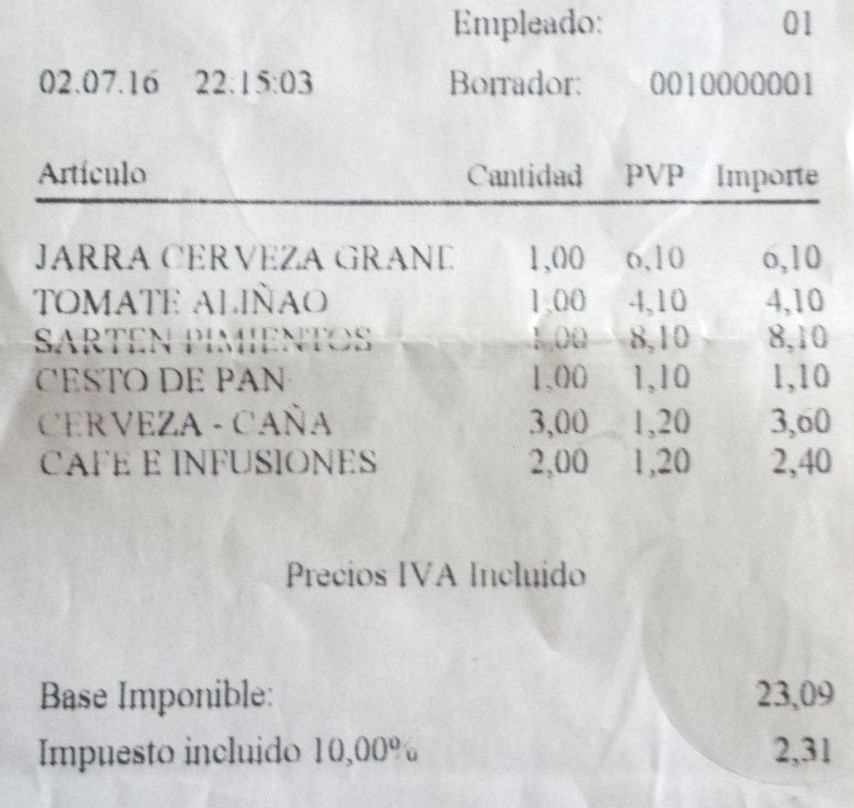 Empleado: 01
02.07.16 22:15:03 Borrador: 0010000001
Artículo Cantidad PVP Importe
JARRA CERVEZA GRAND 1,00 6,10 6,10
TOMATE ALIÑAO 1,00 4,10 4,10
SARTEN PIMIENTOS 1,00 8,10 8,10
CESTO DE PAN 1,00 1,10 1,10
CERVEZA - CAÑA 3,00 1,20 3,60
CAFE E INFUSIONES 2,00 1,20 2,40
Precios IVA Incluido
Base Imponible: 23,09
Impuesto incluido 10,00% 2,31